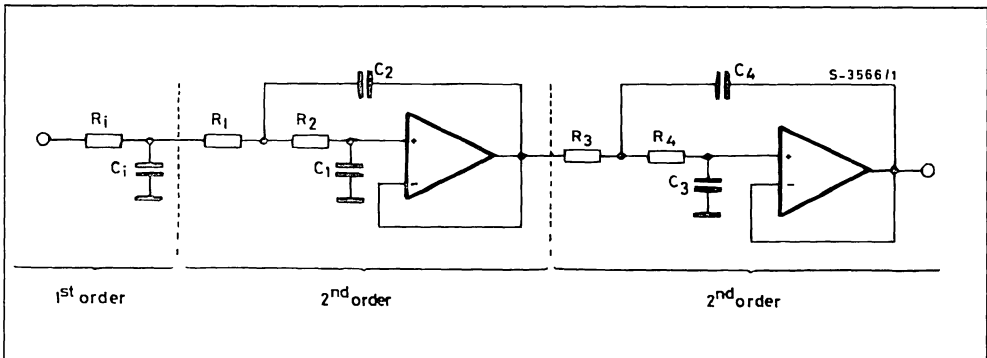 C2
C4
S-3566/1
Ri
R1
R2
R3
R4
Ci
C1
C3
+
-
+
-
1st order
2nd order
2nd order